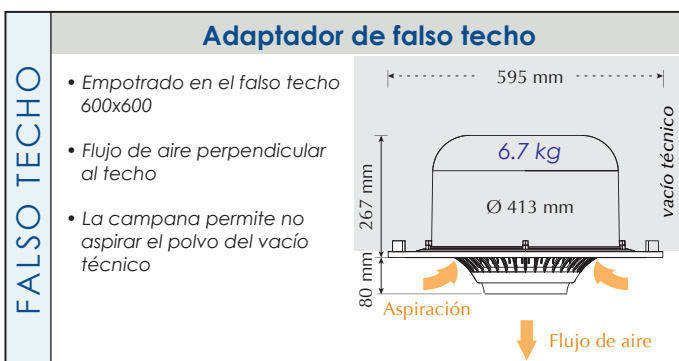 FALSO TECHO
Adaptador de falso techo
• Empotrado en el falso techo
600x600
• Flujo de aire perpendicular
al techo
• La campana permite no
aspirar el polvo del vacío
técnico
595 mm
6.7 kg
Ø 413 mm
267 mm
vacío técnico
80 mm
Aspiración
Flujo de aire